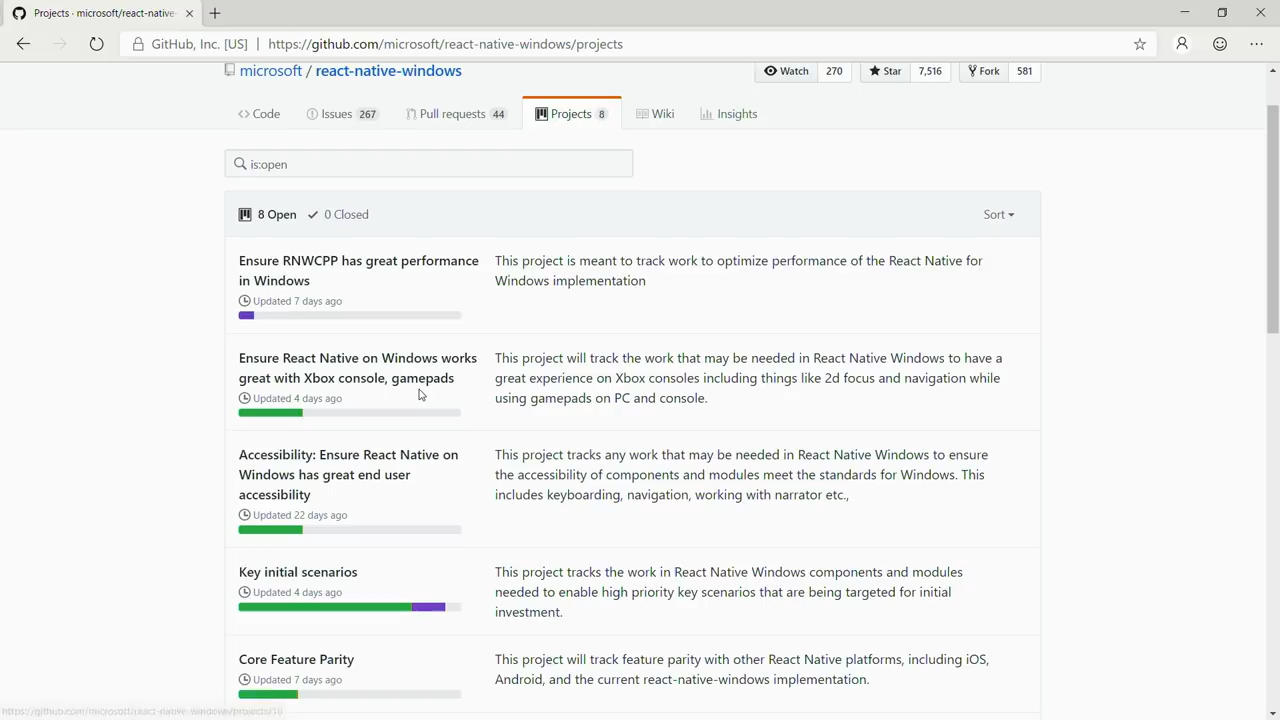 Projects · microsoft/react-native-
GitHub, Inc. [US] | https://github.com/microsoft/react-native-windows/projects
microsoft / react-native-windows
Watch 270 Star 7,516 Fork 581
Code Issues 267 Pull requests 44 Projects 8 Wiki Insights
is:open
8 Open 0 Closed Sort
Ensure RNWCPP has great performance
in Windows
Updated 7 days ago
This project is meant to track work to optimize performance of the React Native for
Windows implementation
Ensure React Native on Windows works
great with Xbox console, gamepads
Updated 4 days ago
This project will track the work that may be needed in React Native Windows to have a
great experience on Xbox consoles including things like 2d focus and navigation while
using gamepads on PC and console.
Accessibility: Ensure React Native on
Windows has great end user
accessibility
Updated 22 days ago
This project tracks any work that may be needed in React Native Windows to ensure
the accessibility of components and modules meet the standards for Windows. This
includes keyboarding, navigation, working with narrator etc.,
Key initial scenarios
Updated 4 days ago
This project tracks the work in React Native Windows components and modules
needed to enable high priority key scenarios that are being targeted for initial
investment.
Core Feature Parity
Updated 7 days ago
This project will track feature parity with other React Native platforms, including iOS,
Android, and the current react-native-windows implementation.